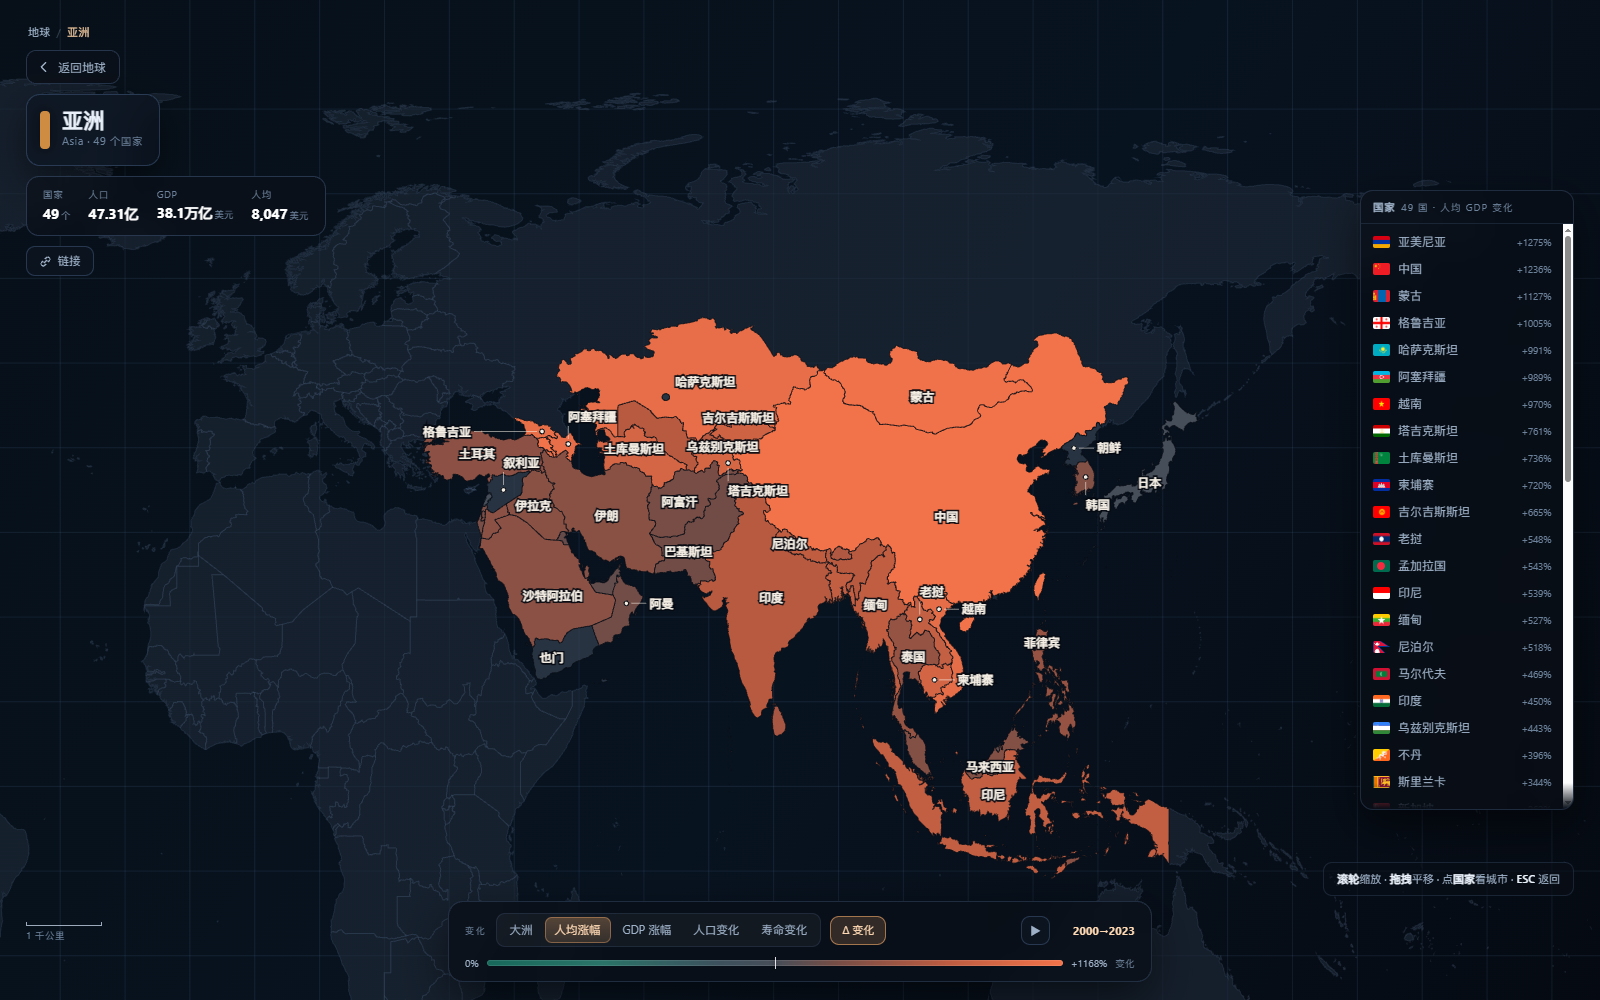 地球 / 亚洲
返回地球
亚洲
Asia · 49 个国家
国家 人口 GDP 人均
49 个 47.31亿 38.1万亿 美元 8,047 美元
链接
国家 49 国 · 人均 GDP 变化
亚美尼亚 +1275%
中国 +1236%
蒙古 +1127%
格鲁吉亚 +1005%
哈萨克斯坦 +991%
阿塞拜疆 +989%
越南 +970%
塔吉克斯坦 +761%
土库曼斯坦 +736%
柬埔寨 +720%
吉尔吉斯斯坦 +665%
老挝 +548%
孟加拉国 +543%
印尼 +539%
缅甸 +527%
尼泊尔 +518%
马尔代夫 +469%
印度 +450%
乌兹别克斯坦 +443%
不丹 +396%
斯里兰卡 +344%
哈萨克斯坦
蒙古
阿塞拜疆
吉尔吉斯斯坦
格鲁吉亚
土耳其
土库曼斯坦
乌兹别克斯坦
朝鲜
叙利亚
日本
塔吉克斯坦
伊拉克
阿富汗
韩国
伊朗
中国
巴基斯坦
尼泊尔
沙特阿拉伯
阿曼
印度
老挝
缅甸
越南
也门
泰国
菲律宾
柬埔寨
马来西亚
印尼
滚轮缩放 · 拖拽平移 · 点国家看城市 · ESC 返回
1 千公里
变化 大洲 人均涨幅 GDP 涨幅 人口变化 寿命变化 Δ 变化 2000→2023
0% +1168% 变化